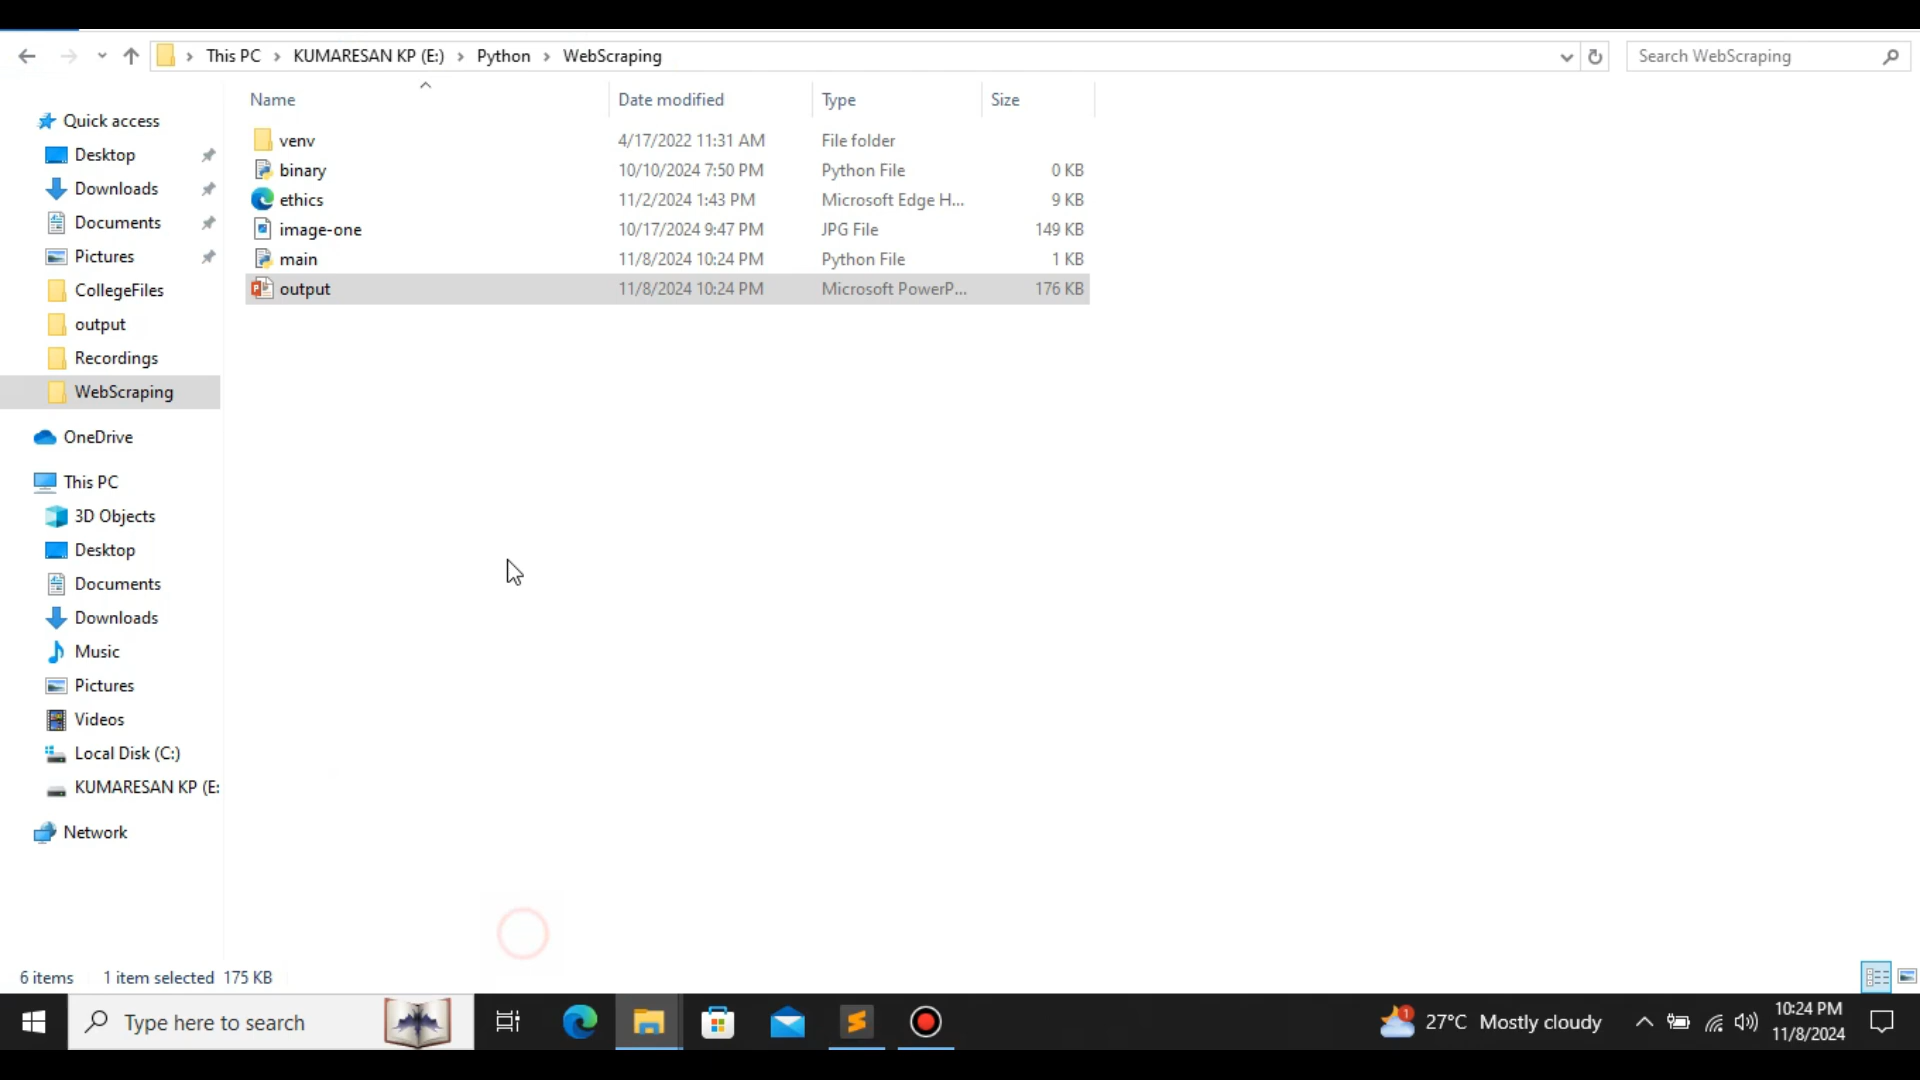 This PC > KUMARESAN KP (E:) > Python > WebScraping
Search WebScraping
Name Date modified Type Size
Quick access
Desktop
Downloads
Documents
Pictures
CollegeFiles
output
Recordings
WebScraping
OneDrive
This PC
3D Objects
Desktop
Documents
Downloads
Music
Pictures
Videos
Local Disk (C:)
KUMARESAN KP (E:
Network
venv 4/17/2022 11:31 AM File folder
binary 10/10/2024 7:50 PM Python File 0 KB
ethics 11/2/2024 1:43 PM Microsoft Edge H... 9 KB
image-one 10/17/2024 9:47 PM JPG File 149 KB
main 11/8/2024 10:24 PM Python File 1 KB
output 11/8/2024 10:24 PM Microsoft PowerP... 176 KB
6 items 1 item selected 175 KB
Type here to search
1
27°C Mostly cloudy
10:24 PM
11/8/2024